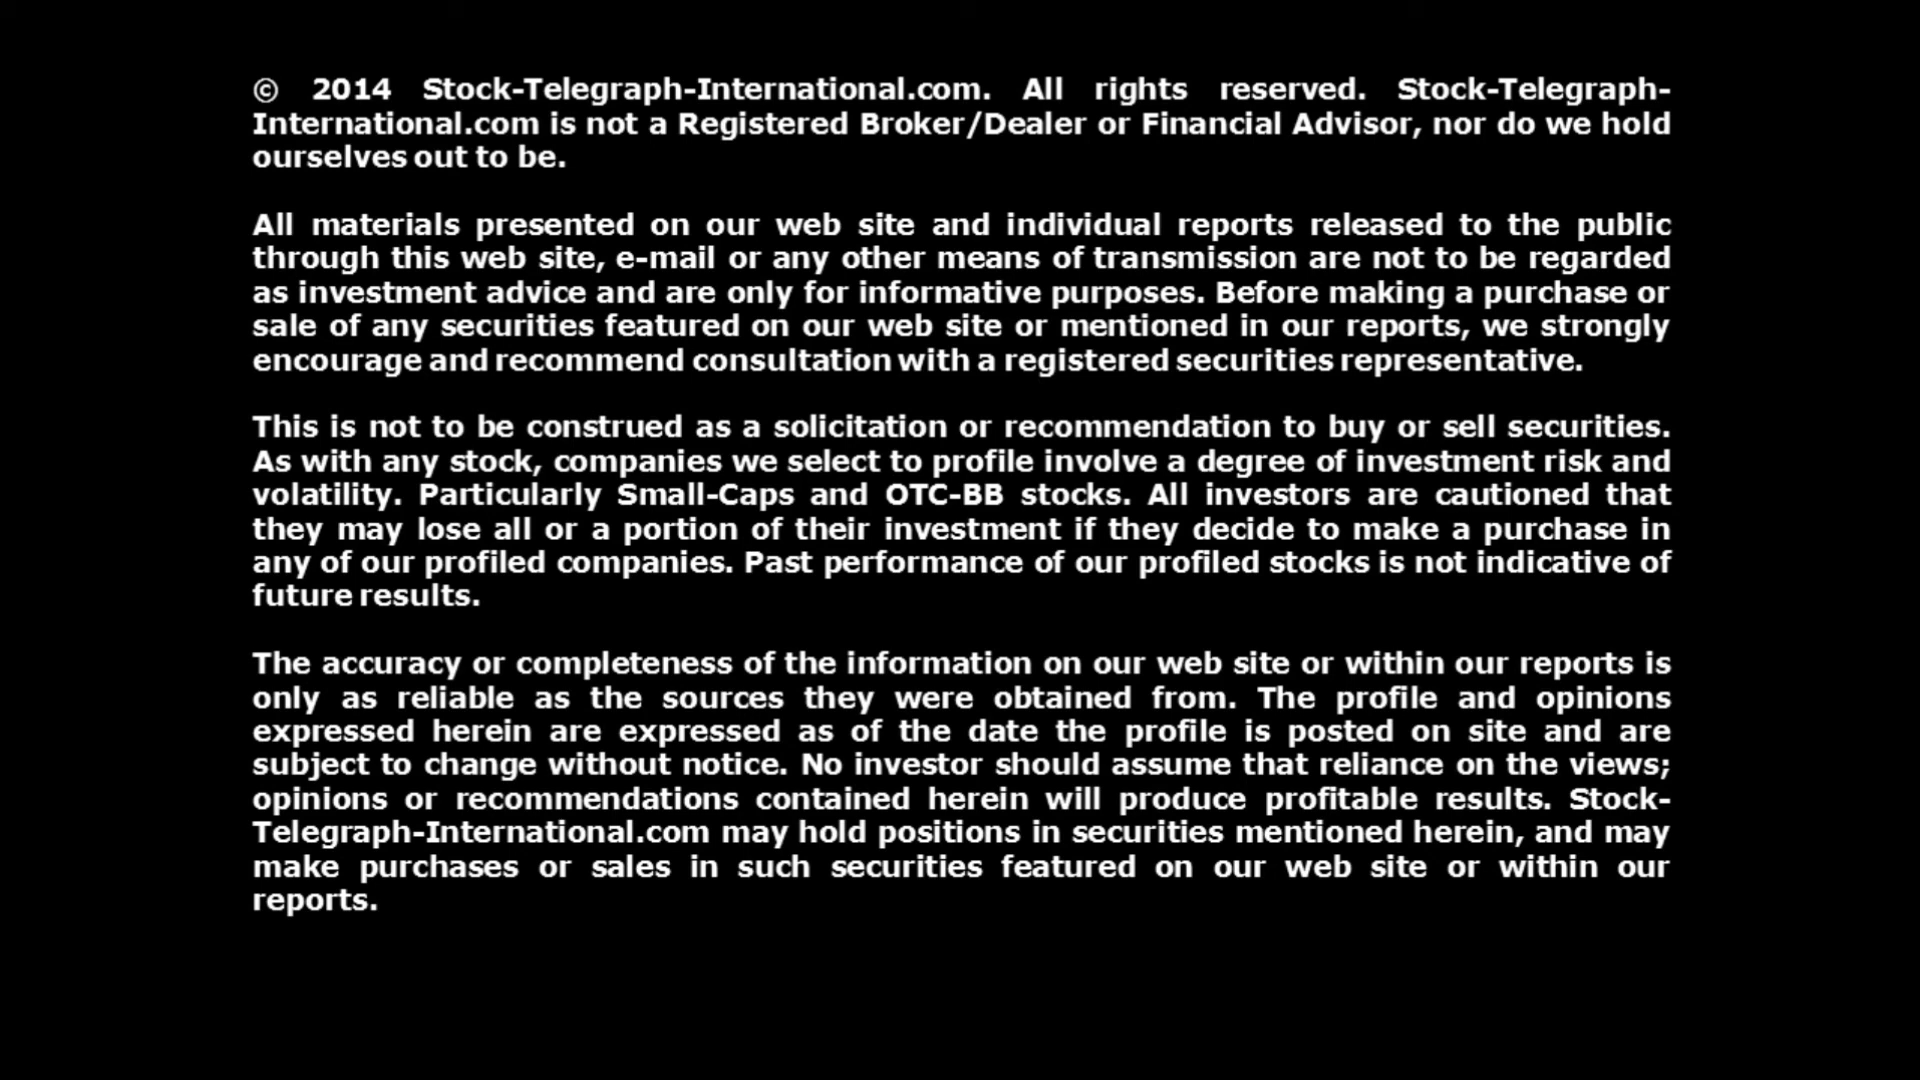 © 2014 Stock-Telegraph-International.com. All rights reserved. Stock-Telegraph-
International.com is not a Registered Broker/Dealer or Financial Advisor, nor do we hold
ourselves out to be.
All materials presented on our web site and individual reports released to the public
through this web site, e-mail or any other means of transmission are not to be regarded
as investment advice and are only for informative purposes. Before making a purchase or
sale of any securities featured on our web site or mentioned in our reports, we strongly
encourage and recommend consultation with a registered securities representative.
This is not to be construed as a solicitation or recommendation to buy or sell securities.
As with any stock, companies we select to profile involve a degree of investment risk and
volatility. Particularly Small-Caps and OTC-BB stocks. All investors are cautioned that
they may lose all or a portion of their investment if they decide to make a purchase in
any of our profiled companies. Past performance of our profiled stocks is not indicative of
future results.
The accuracy or completeness of the information on our web site or within our reports is
only as reliable as the sources they were obtained from. The profile and opinions
expressed herein are expressed as of the date the profile is posted on site and are
subject to change without notice. No investor should assume that reliance on the views;
opinions or recommendations contained herein will produce profitable results. Stock-
Telegraph-International.com may hold positions in securities mentioned herein, and may
make purchases or sales in such securities featured on our web site or within our
reports.